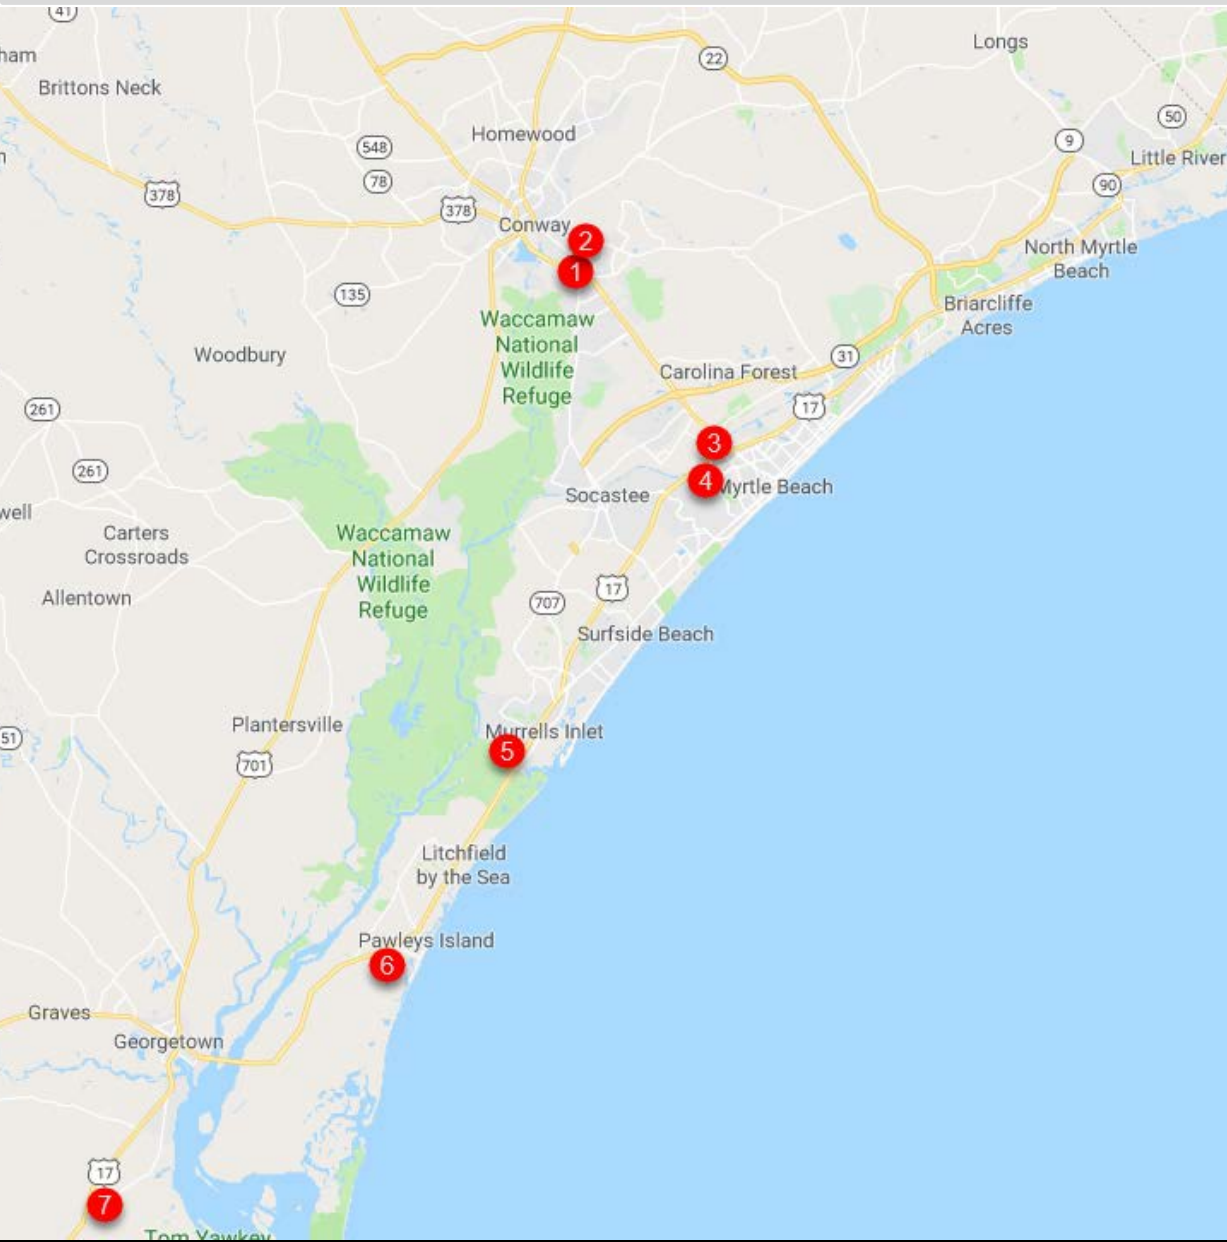 41
ham
Brittons Neck
22
Longs
50
9
Little River
90
Homewood
548
78
378
378
Conway
2
1
North Myrtle
Beach
135
Briarcliffe
Acres
Waccamaw
National
Wildlife
Refuge
Woodbury
31
Carolina Forest
17
261
3
261
4
Myrtle Beach
Socastee
well
Carters
Crossroads
Waccamaw
National
Wildlife
Refuge
Allentown
707
17
Surfside Beach
Plantersville
51
701
Murrells Inlet
5
Litchfield
by the Sea
Pawleys Island
6
Graves
Georgetown
17
7
Tom Yawkey